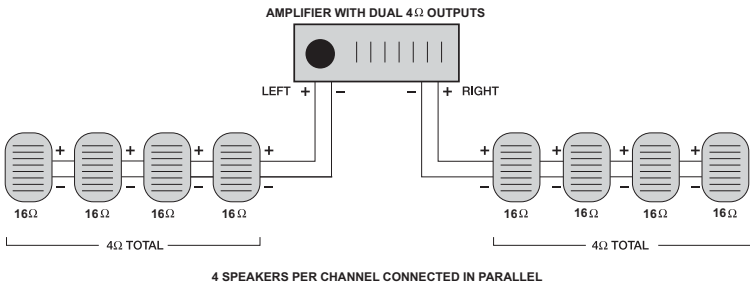 AMPLIFIER WITH DUAL 4Ω OUTPUTS
LEFT + – – + RIGHT
+ + + + + + + +
– – – – – – – –
16Ω 16Ω 16Ω 16Ω 16Ω 16Ω 16Ω 16Ω
4Ω TOTAL 4Ω TOTAL
4 SPEAKERS PER CHANNEL CONNECTED IN PARALLEL